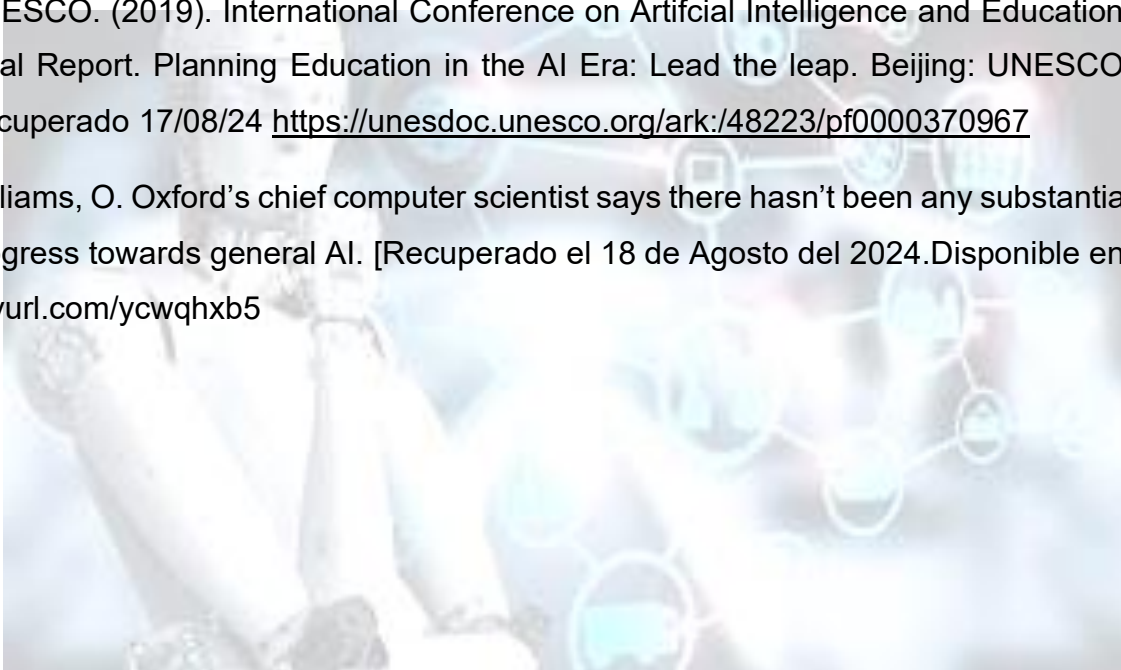 ESCO. (2019). International Conference on Artifcial Intelligence and Education
al Report. Planning Education in the AI Era: Lead the leap. Beijing: UNESCO
cuperado 17/08/24 https://unesdoc.unesco.org/ark:/48223/pf0000370967
liams, O. Oxford’s chief computer scientist says there hasn’t been any substantia
gress towards general AI. [Recuperado el 18 de Agosto del 2024.Disponible en
yurl.com/ycwqhxb5